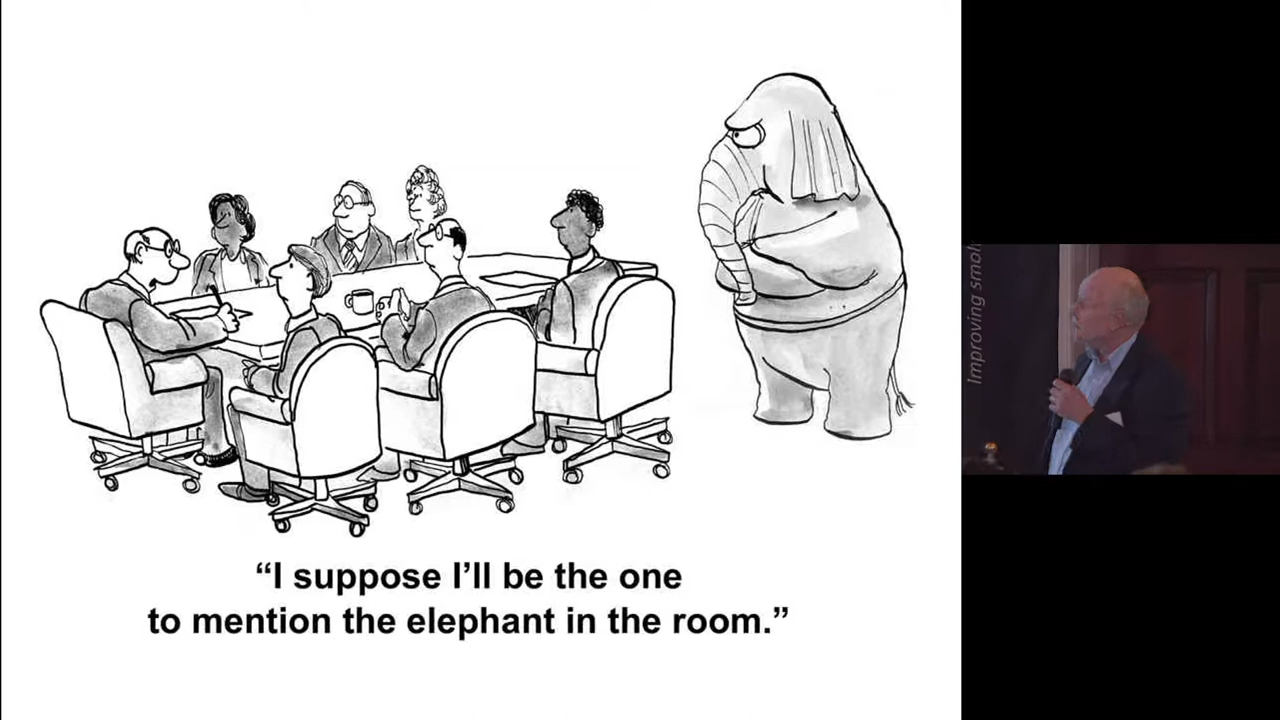 “I suppose I’ll be the one
to mention the elephant in the room.”
Improving